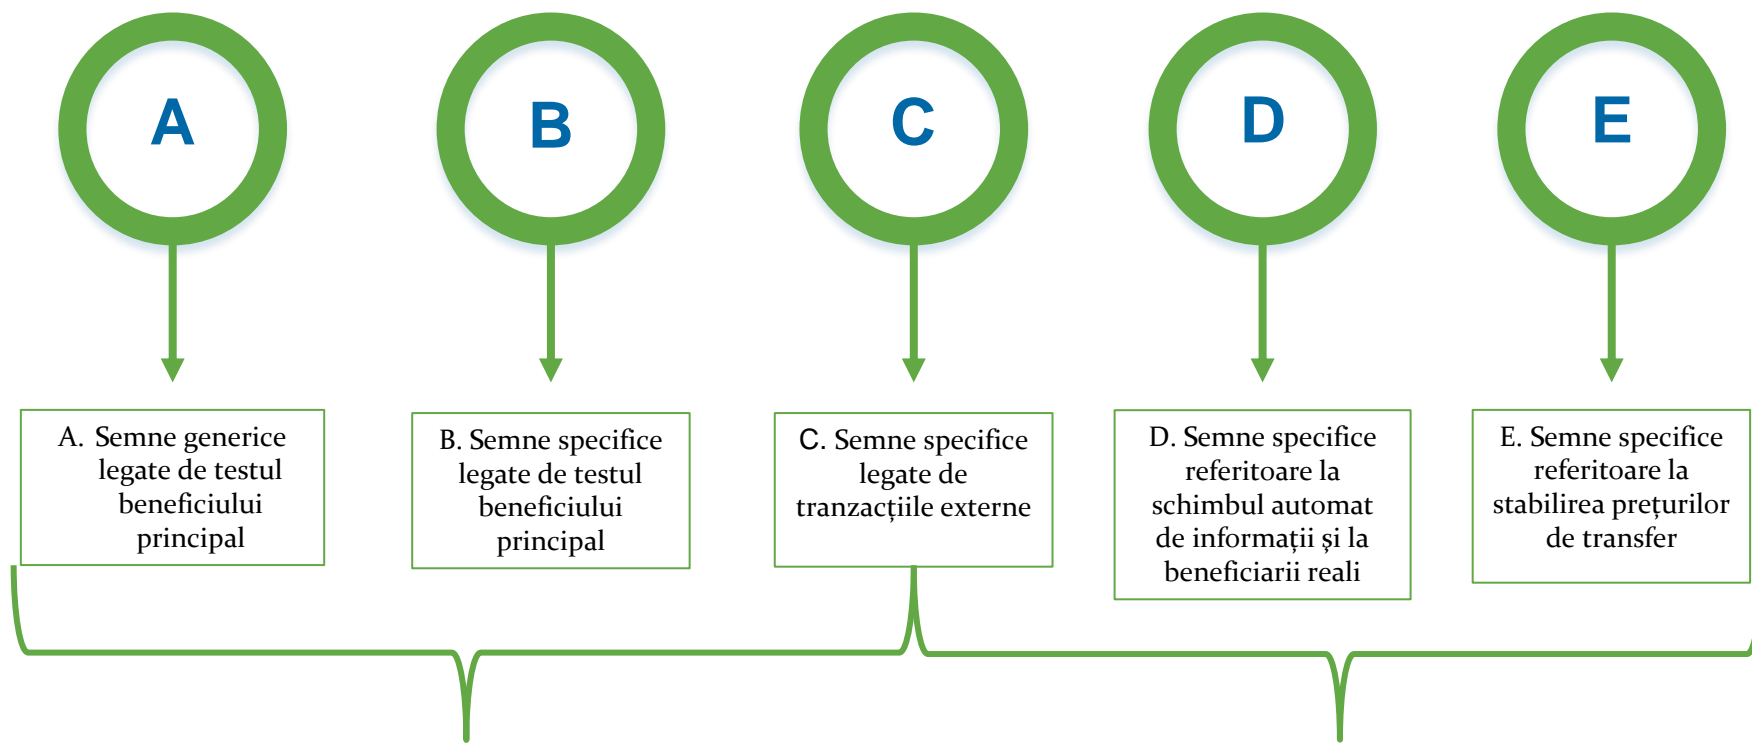 A
B
C
D
E
A. Semne generice
legate de testul
beneficiului
principal
B. Semne specifice
legate de testul
beneficiului
principal
C. Semne specifice
legate de
tranzacțiile externe
D. Semne specifice
referitoare la
schimbul automat
de informații și la
beneficiarii reali
E. Semne specifice
referitoare la
stabilirea prețurilor
de transfer